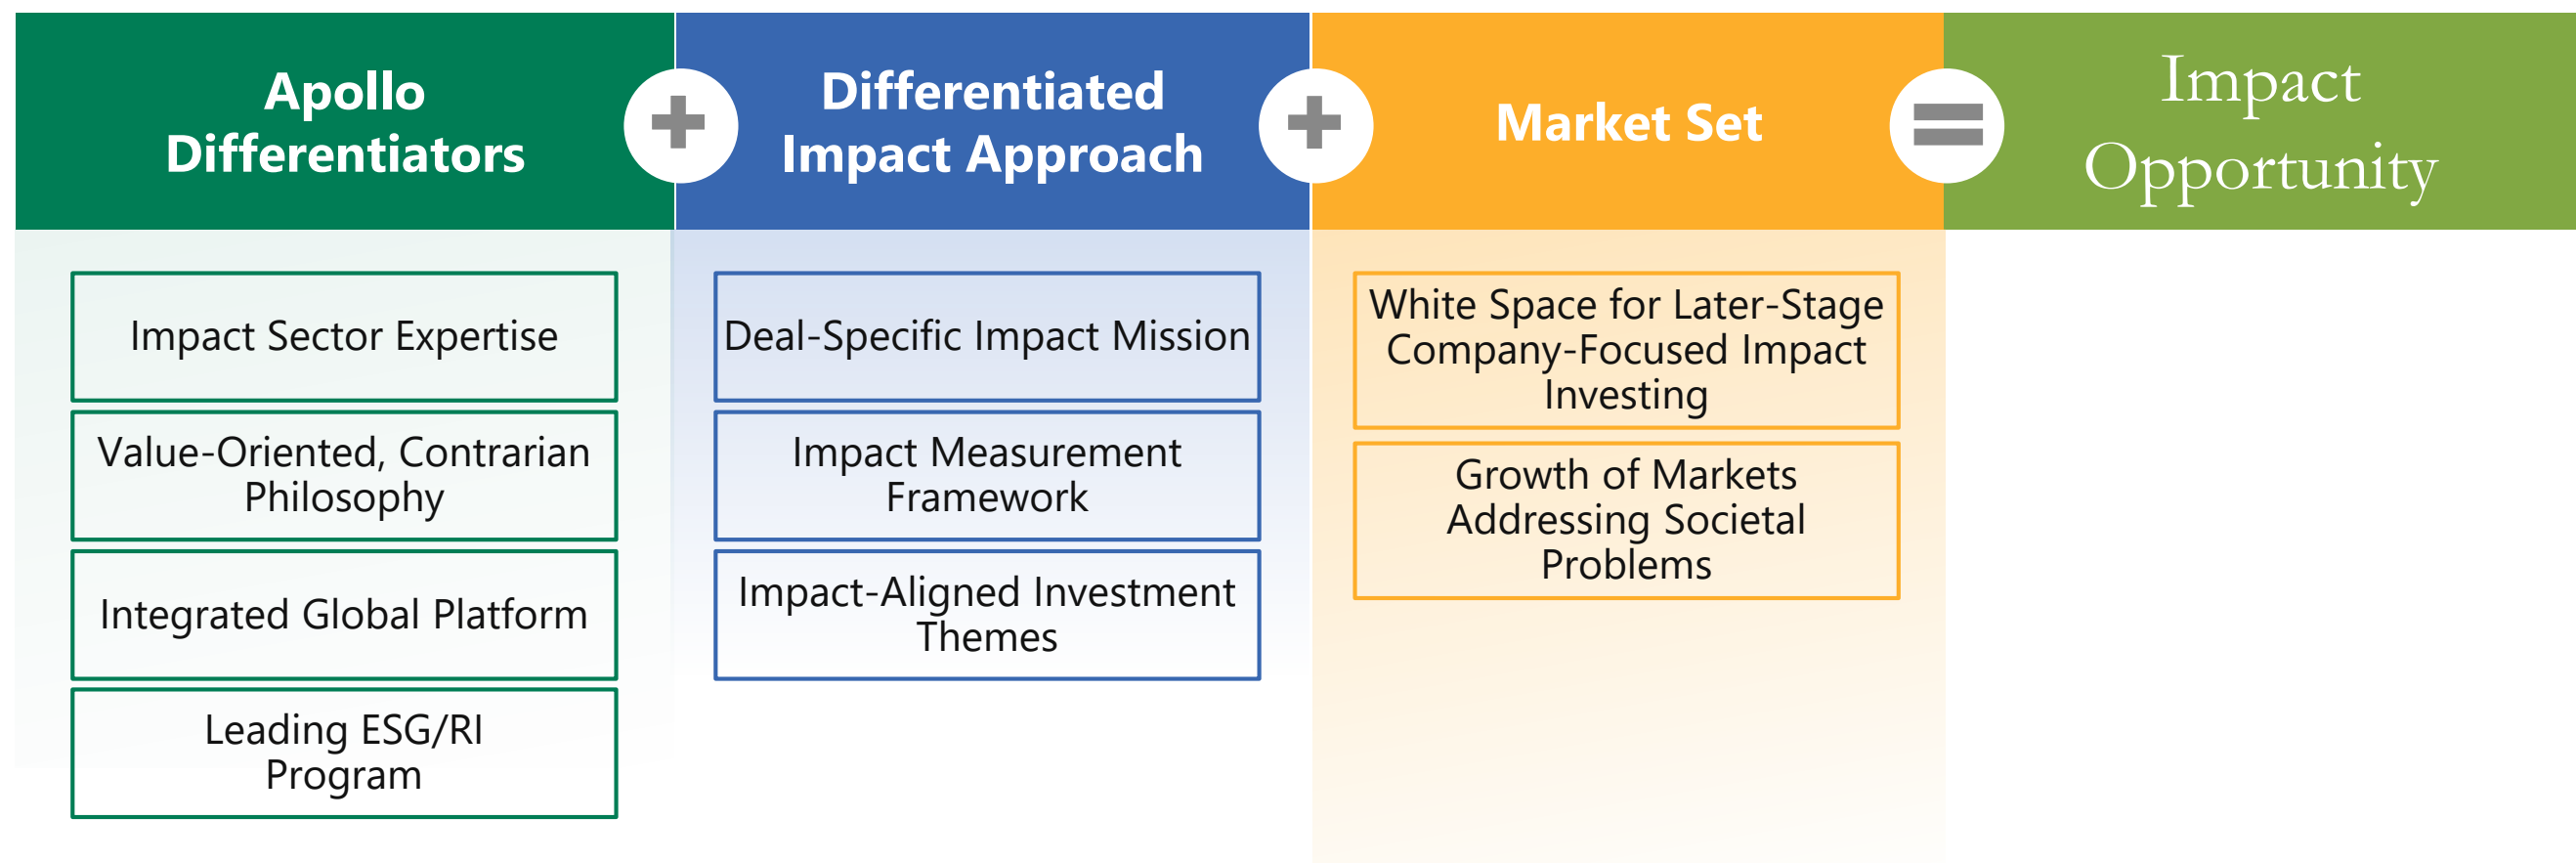 Apollo
Differentiators
+
Differentiated
Impact Approach
+
Market Set
=
Impact
Opportunity
Impact Sector Expertise
Value-Oriented, Contrarian
Philosophy
Integrated Global Platform
Leading ESG/RI
Program
Deal-Specific Impact Mission
Impact Measurement
Framework
Impact-Aligned Investment
Themes
White Space for Later-Stage
Company-Focused Impact
Investing
Growth of Markets
Addressing Societal
Problems